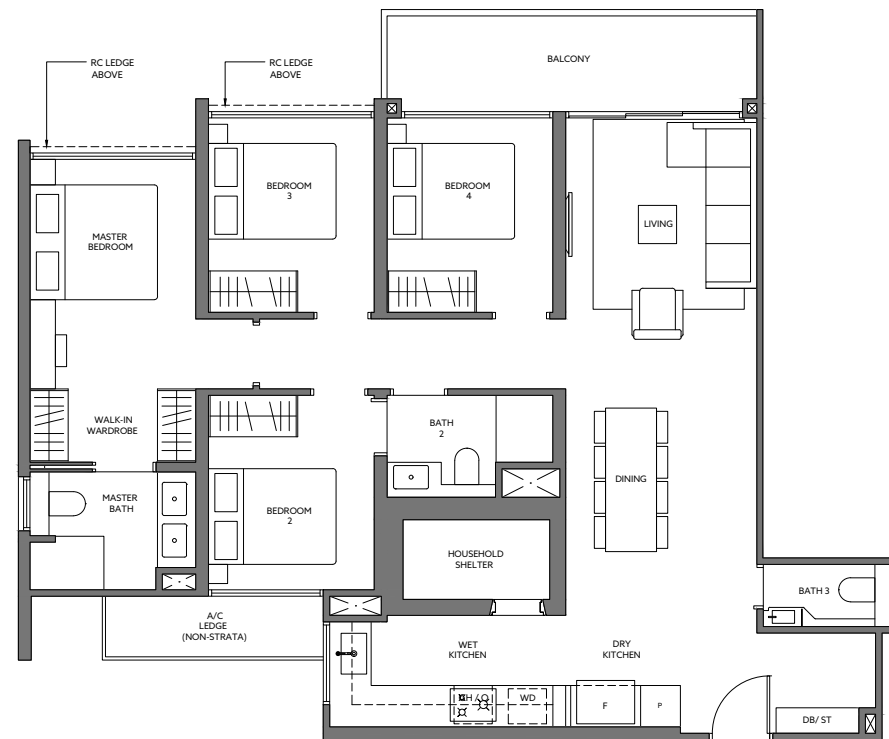 RC LEDGE
ABOVE
RC LEDGE
ABOVE
BALCONY
BEDROOM
3
BEDROOM
4
MASTER
BEDROOM
LIVING
WALK-IN
WARDROBE
BATH
2
MASTER
BATH
BEDROOM
2
DINING
HOUSEHOLD
SHELTER
BATH 3
A/C
LEDGE
(NON-STRATA)
WET
KITCHEN
DRY
KITCHEN
WD
F
P
DB/ ST